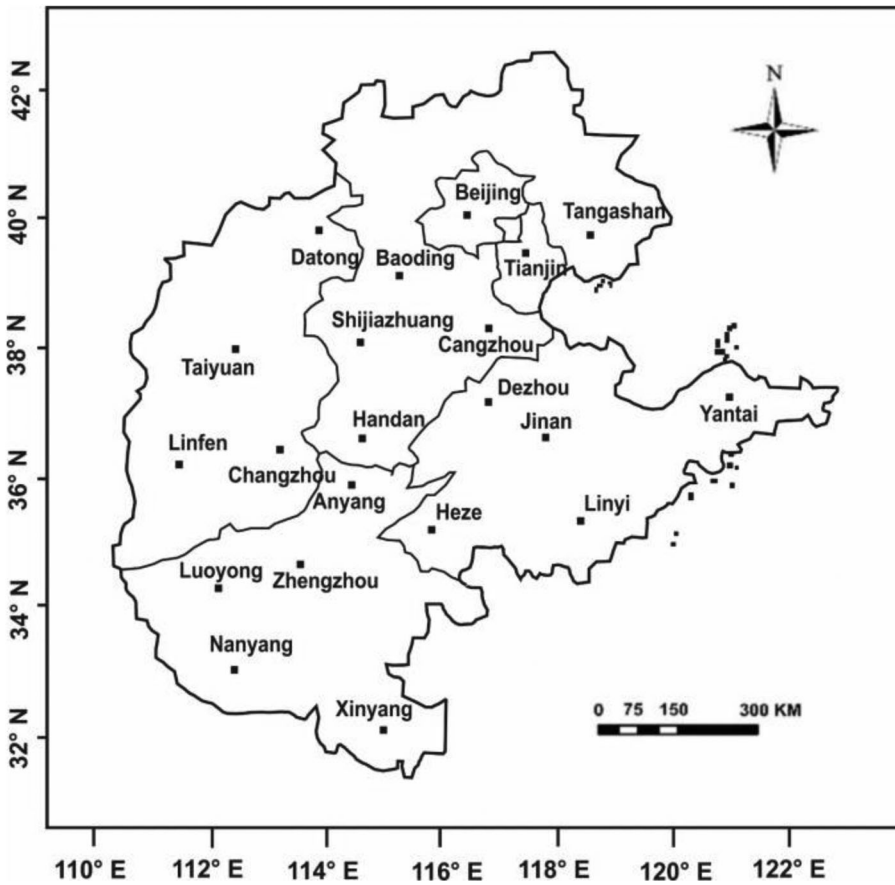 N
42° N
40° N
38° N
36° N
34° N
32° N
Beijing
Tangashan
Datong
Baoding
Tianjin
Shijiazhuang
Cangzhou
Taiyuan
Dezhou
Yantai
Handan
Jinan
Linfen
Changzhou
Anyang
Heze
Linyi
Luoyong
Zhengzhou
Nanyang
Xinyang
0 75 150 300 KM
110° E 112° E 114° E 116° E 118° E 120° E 122° E